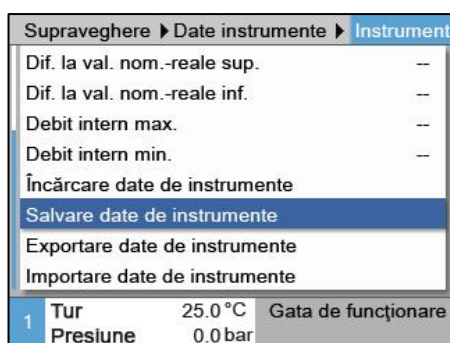 Supraveghere ▶ Date instrumente ▶ Instrument
Dif. la val. nom.-reale sup. --
Dif. la val. nom.-reale inf. --
Debit intern max. --
Debit intern min. --
Încărcare date de instrumente
Salvare date de instrumente
Exportare date de instrumente
Importare date de instrumente
1 Tur 25.0 °C Gata de funcţionare
Presiune 0.0 bar